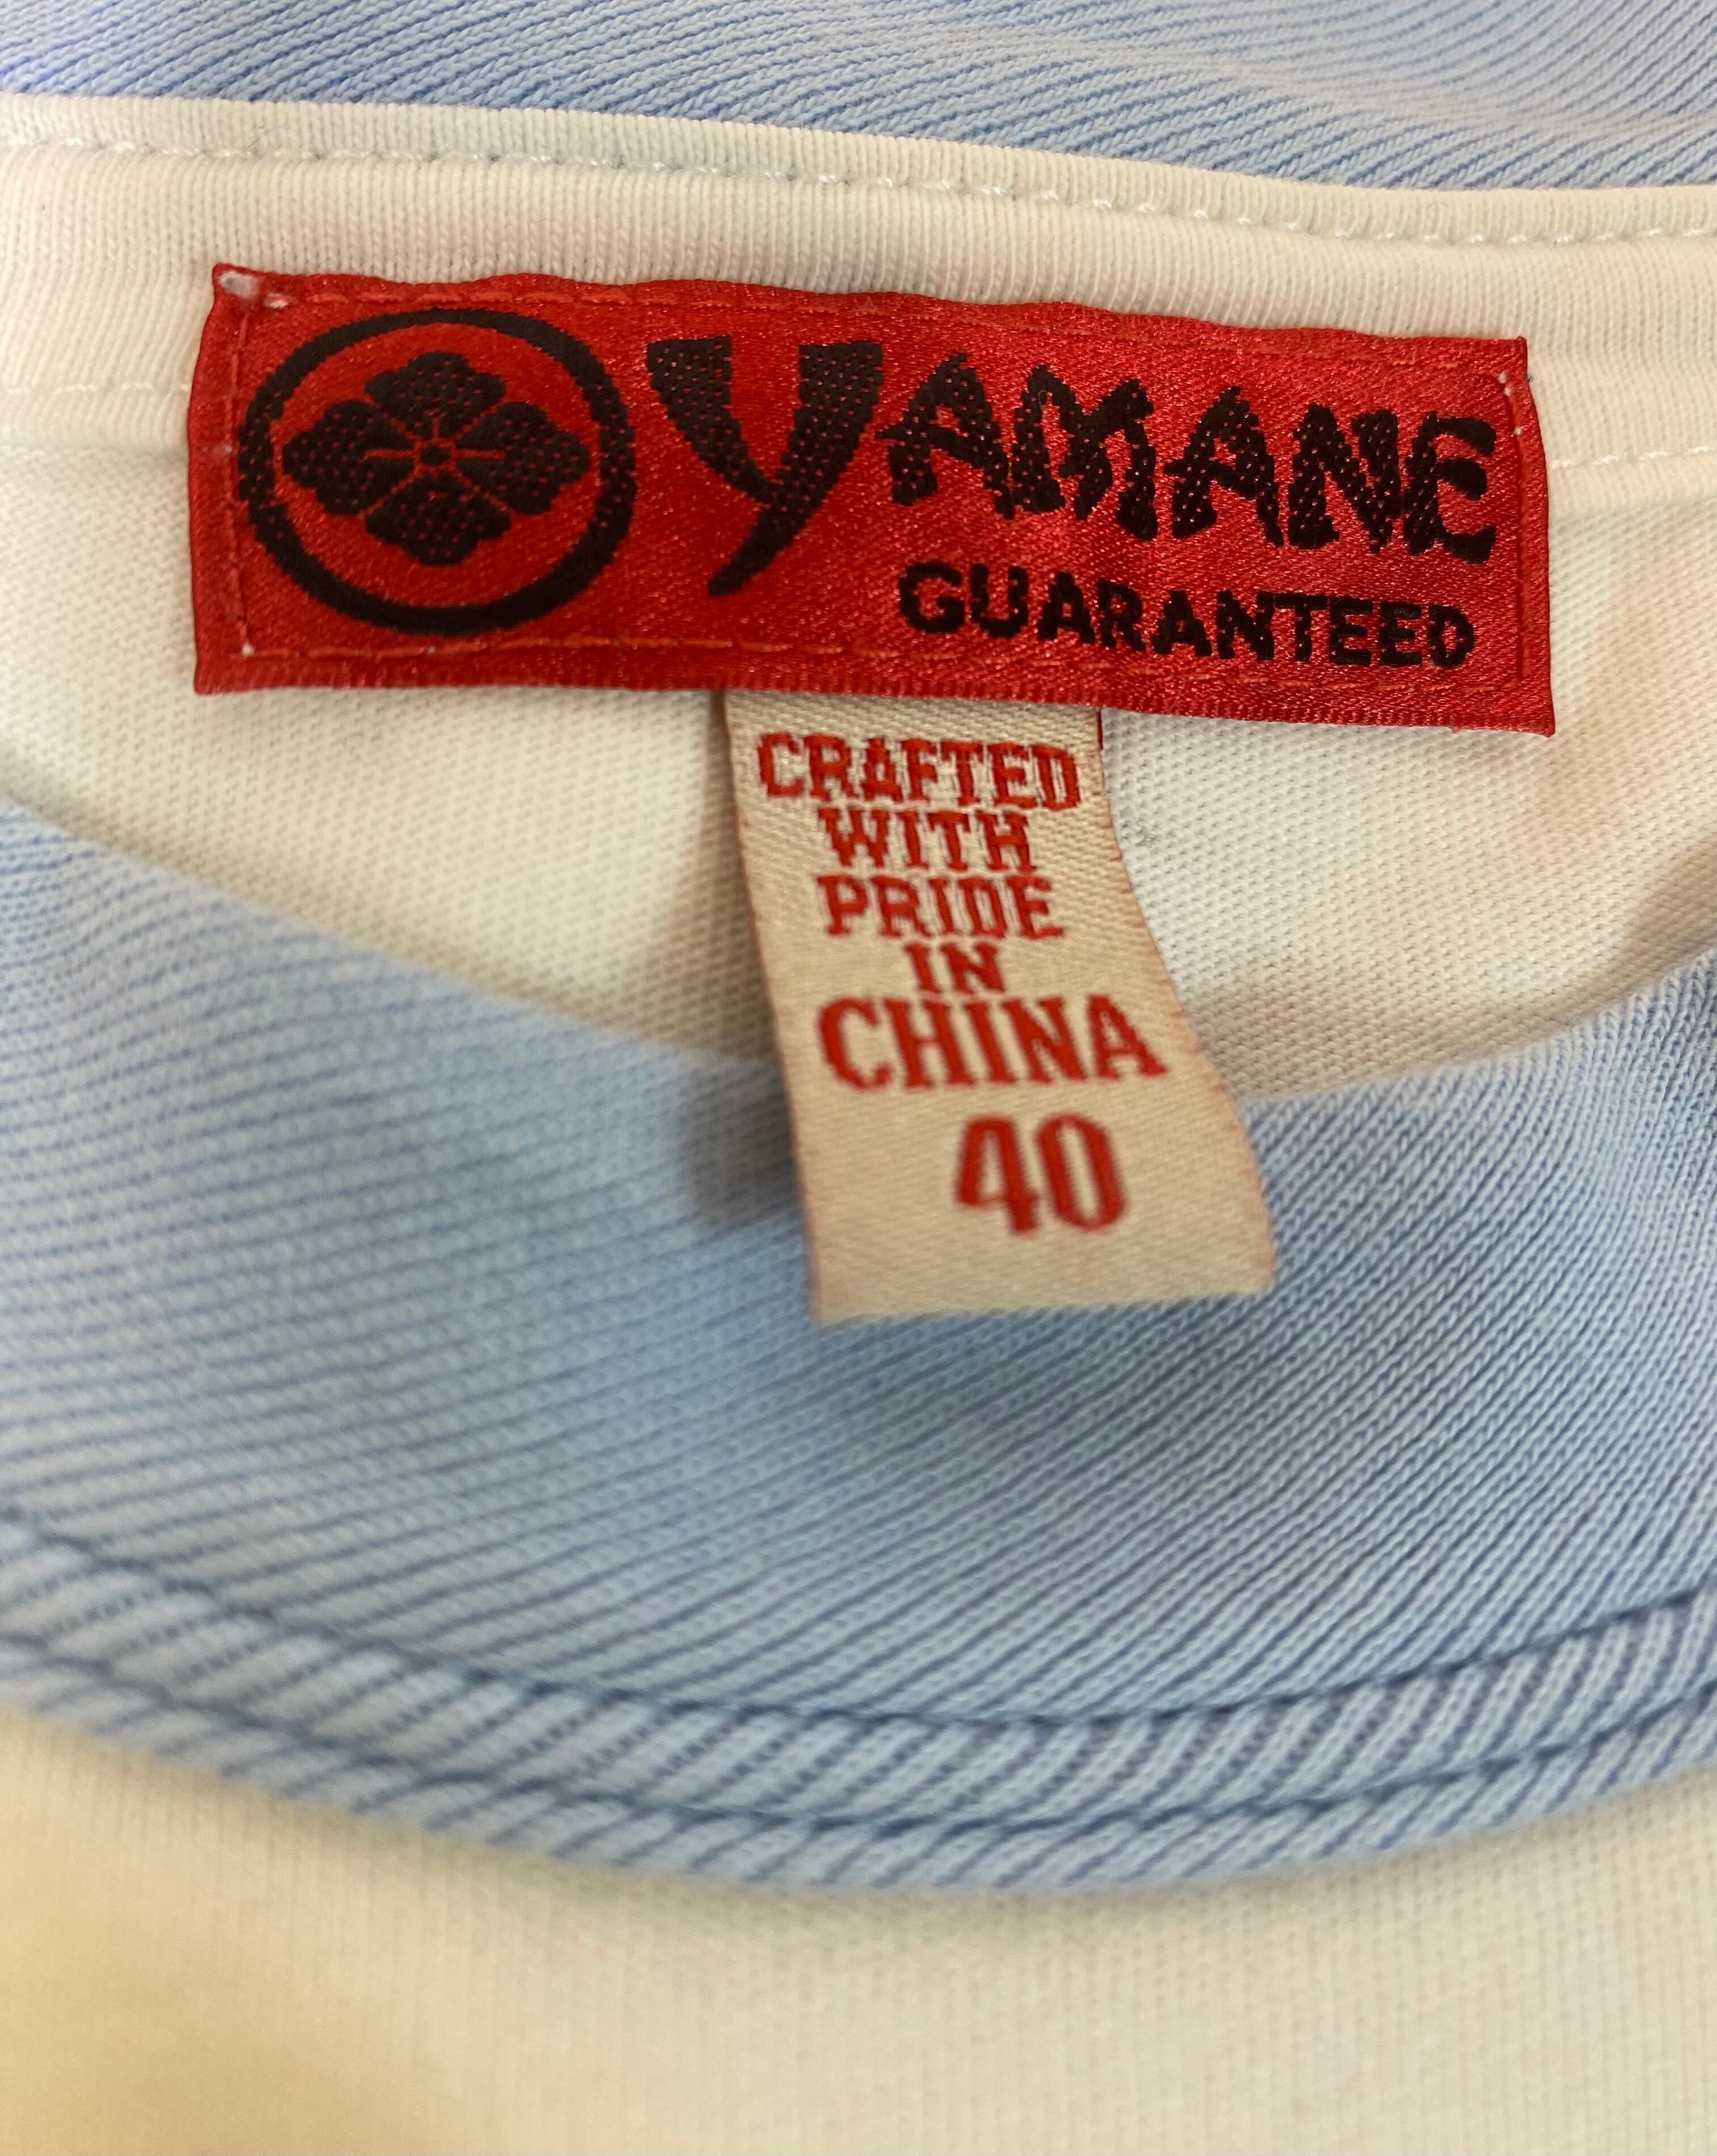 YAMANE
GUARANTEED
CRAFTED
WITH
PRIDE
IN
CHINA
40